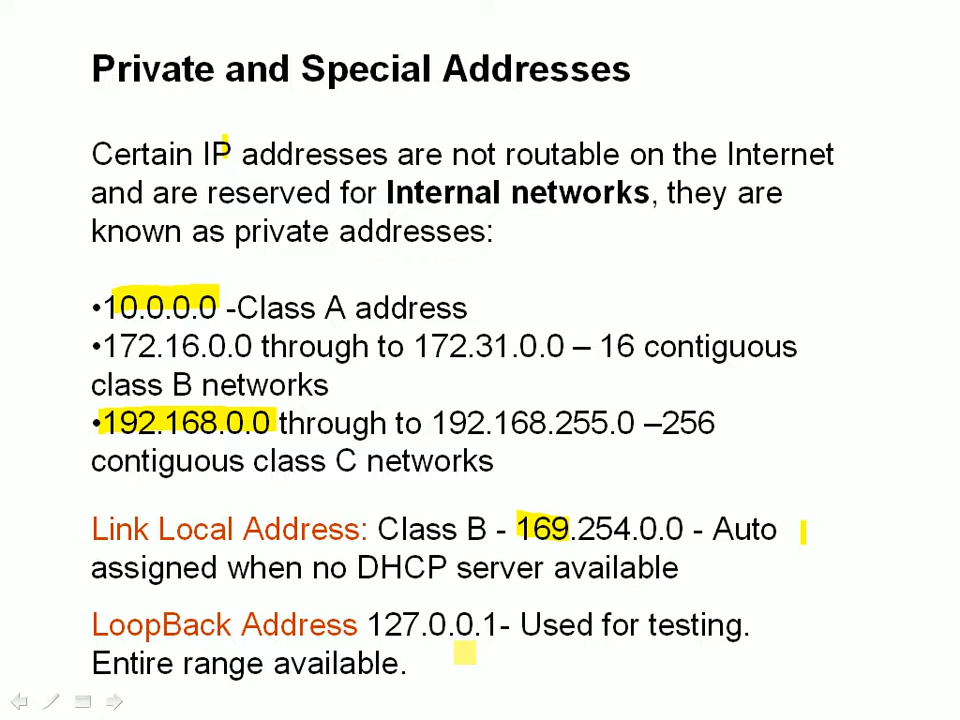 Private and Special Addresses
Certain IP addresses are not routable on the Internet
and are reserved for Internal networks, they are
known as private addresses:
•10.0.0.0 -Class A address
•172.16.0.0 through to 172.31.0.0 – 16 contiguous
class B networks
•192.168.0.0 through to 192.168.255.0 –256
contiguous class C networks
Link Local Address: Class B - 169.254.0.0 - Auto
assigned when no DHCP server available
LoopBack Address 127.0.0.1- Used for testing.
Entire range available.